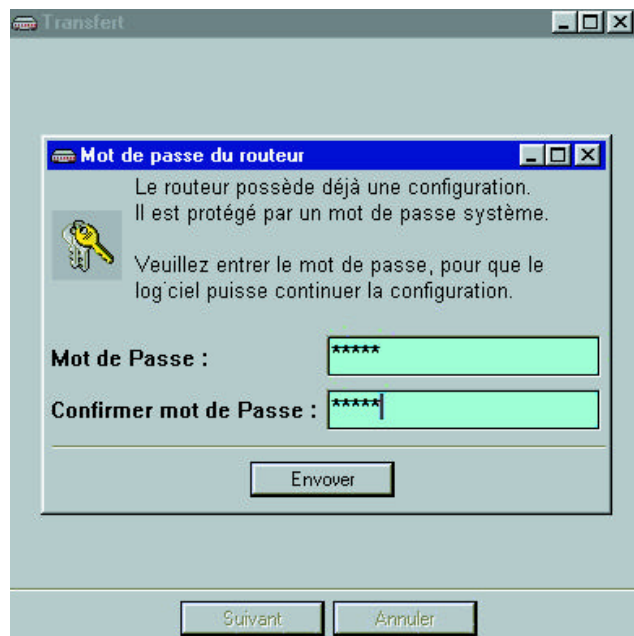 Transfert
Mot de passe du routeur
Le routeur possède déjà une configuration.
Il est protégé par un mot de passe système.
Veuillez entrer le mot de passe, pour que le
logiciel puisse continuer la configuration.
Mot de Passe : *****
Confirmer mot de Passe : *****
Envoyer
Suivant Annuler